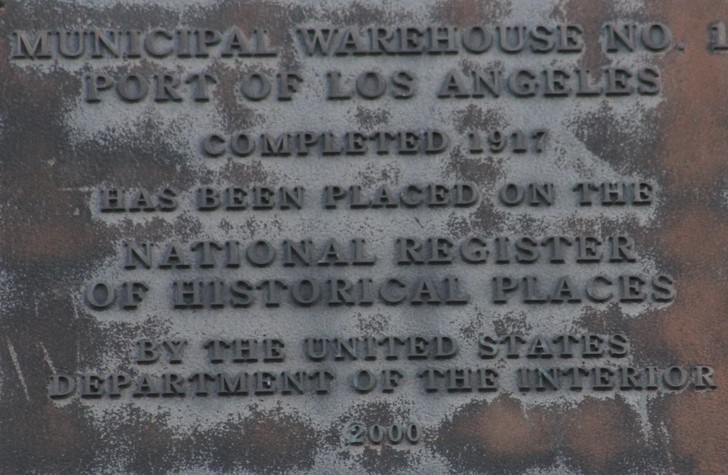 MUNICIPAL WAREHOUSE NO. 1
PORT OF LOS ANGELES
COMPLETED 1917
HAS BEEN PLACED ON THE
NATIONAL REGISTER
OF HISTORICAL PLACES
BY THE UNITED STATES
DEPARTMENT OF THE INTERIOR
2000